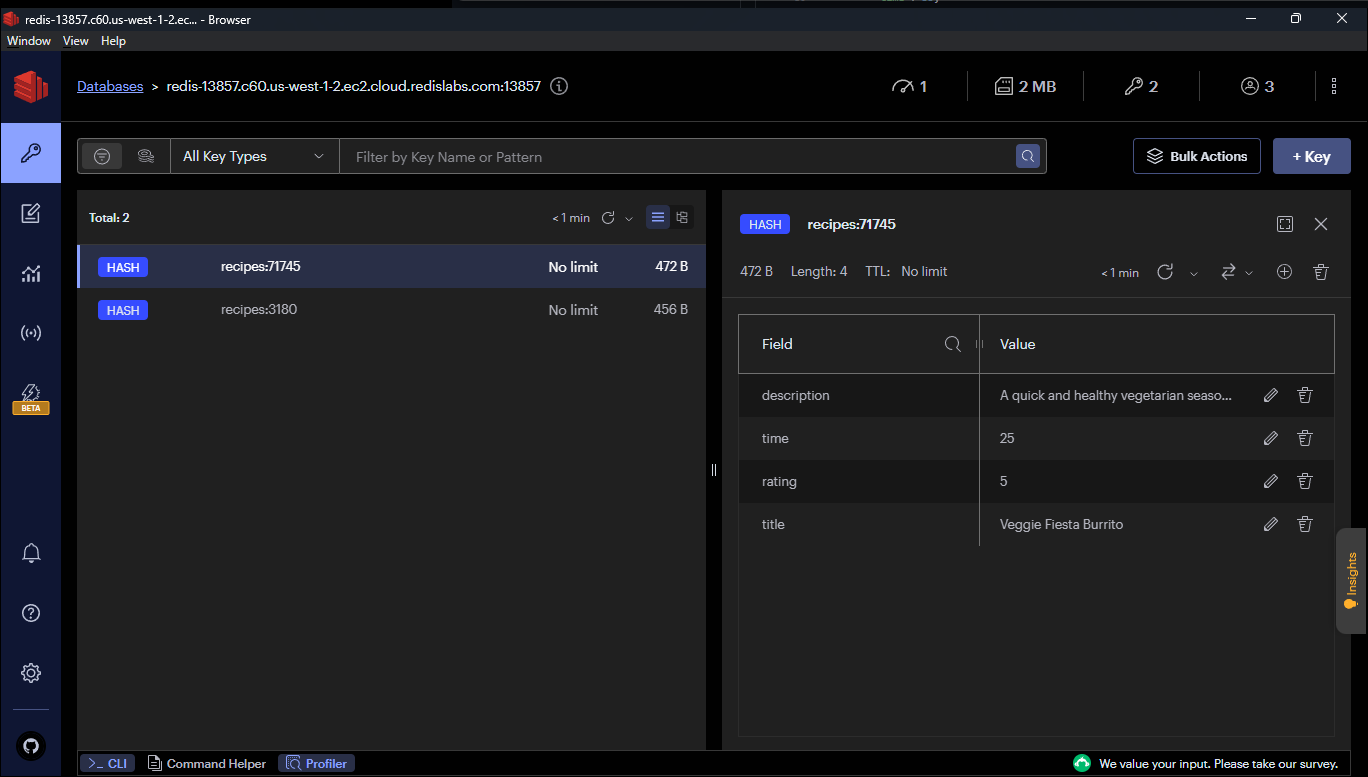 redis-13857.c60.us-west-1-2.ec... - Browser
Window View Help
Databases > redis-13857.c60.us-west-1-2.ec2.cloud.redislabs.com:13857
1 2 MB 2 3
All Key Types Filter by Key Name or Pattern
Bulk Actions + Key
Total: 2 < 1 min
HASH recipes:71745 No limit 472 B
HASH recipes:3180 No limit 456 B
HASH recipes:71745
472 B Length: 4 TTL: No limit < 1 min
Field Value
description A quick and healthy vegetarian seaso...
time 25
rating 5
title Veggie Fiesta Burrito
BETA
Insights
>_ CLI Command Helper Profiler
We value your input. Please take our survey.